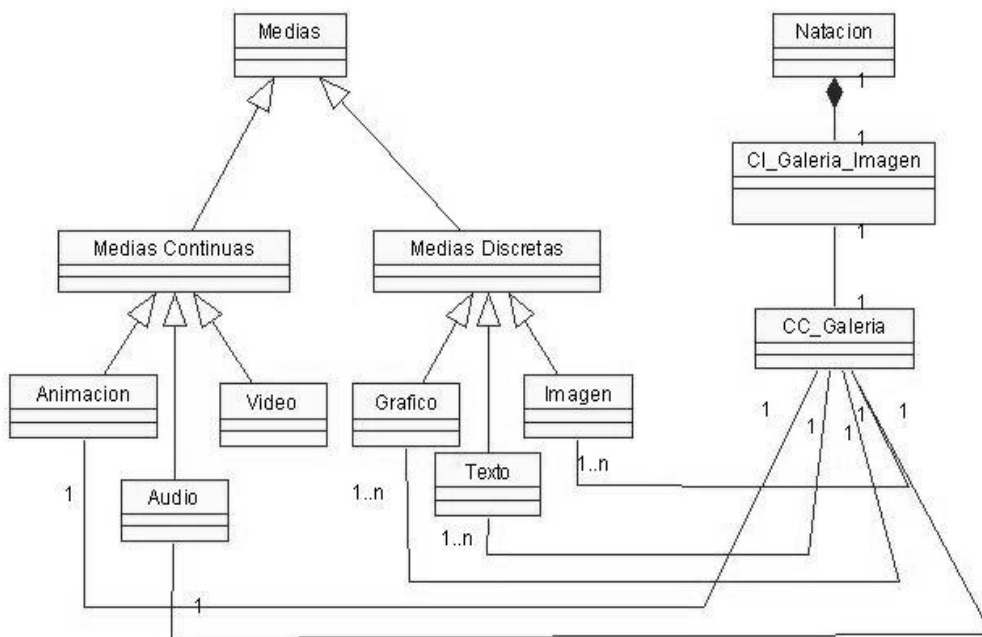 Medias
Natacion
1
1
CI_Galeria_Imagen
1
Medias Continuas
Medias Discretas
1
CC_Galeria
Animacion
Video
Grafico
Imagen
1
1
1
1
1
1..n
Texto
1
Audio
1..n
1..n
1